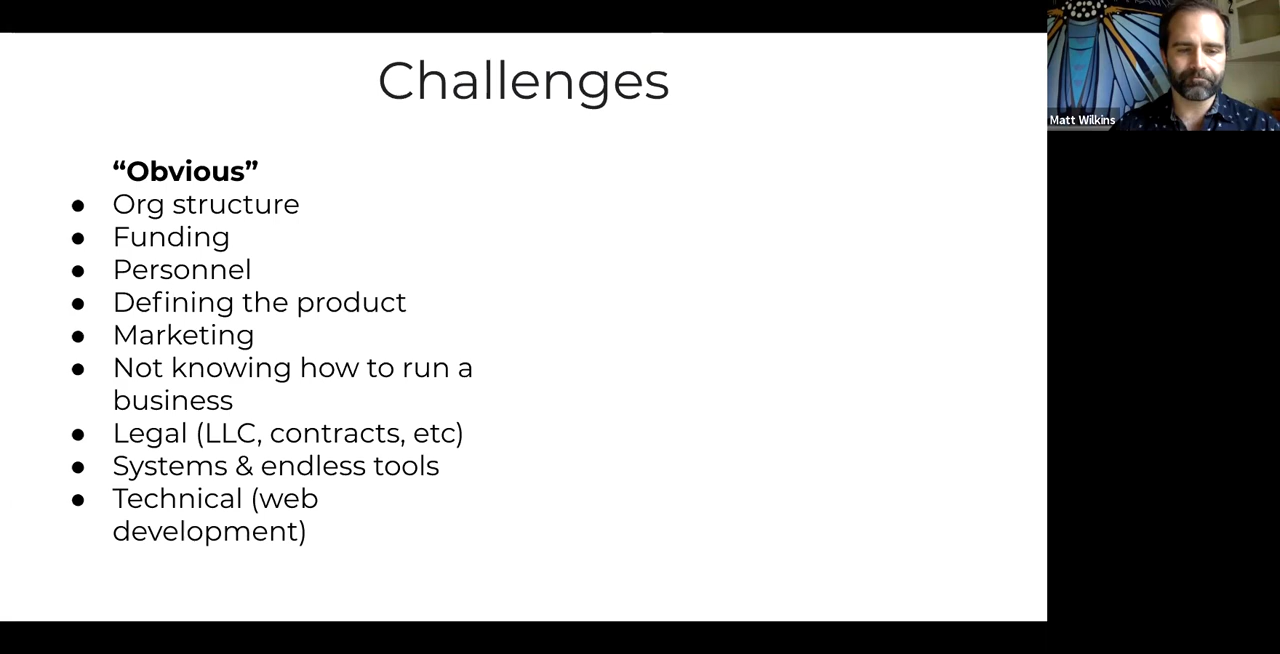 Challenges
“Obvious”
● Org structure
● Funding
● Personnel
● Defining the product
● Marketing
● Not knowing how to run a
business
● Legal (LLC, contracts, etc)
● Systems & endless tools
● Technical (web
development)
Matt Wilkins